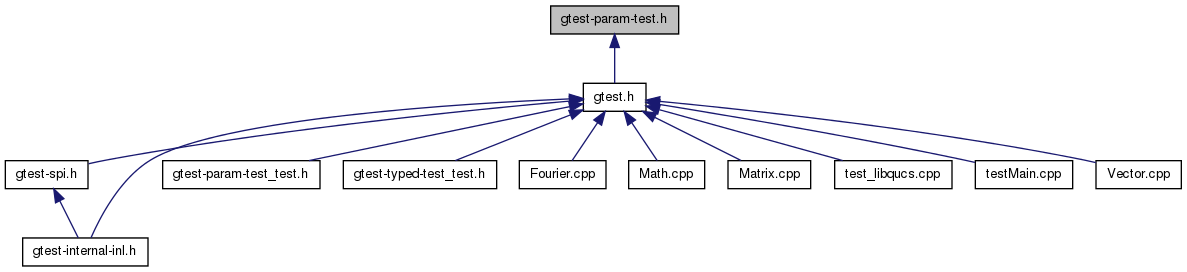 gtest-param-test.h
gtest.h
gtest-spi.h
gtest-param-test_test.h
gtest-typed-test_test.h
Fourier.cpp
Math.cpp
Matrix.cpp
test_libqucs.cpp
testMain.cpp
Vector.cpp
gtest-internal-inl.h